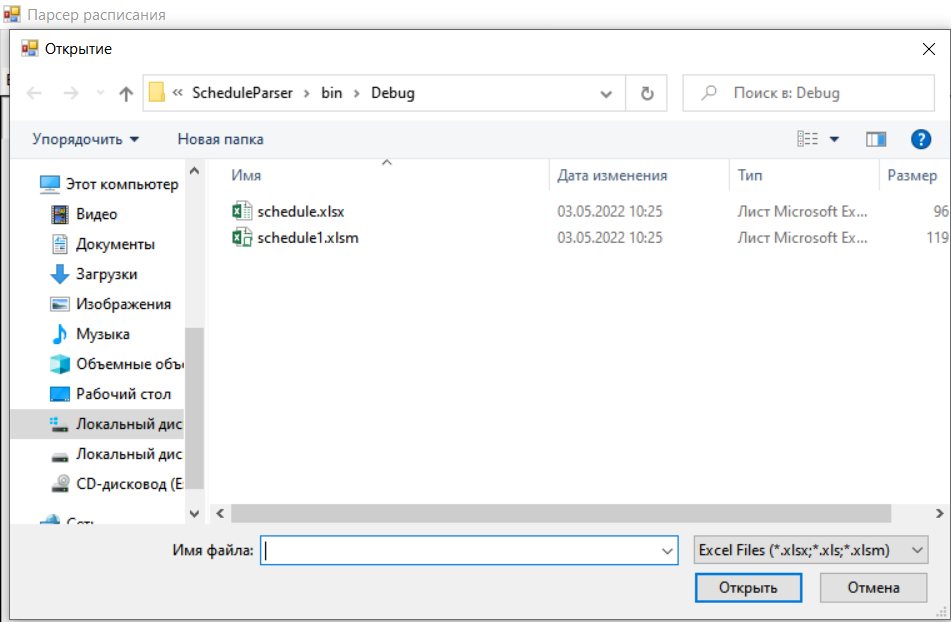 Парсер расписания
Открытие
« ScheduleParser › bin › Debug
Поиск в: Debug
Упорядочить
Новая папка
Этот компьютер
Видео
Документы
Загрузки
Изображения
Музыка
Объемные объ
Рабочий стол
Локальный дис
Локальный дис
CD-дисковод (E:
Сеть
Имя Дата изменения Тип Размер
schedule.xlsx 03.05.2022 10:25 Лист Microsoft Ex... 96
schedule1.xlsm 03.05.2022 10:25 Лист Microsoft Ex... 119
Имя файла:
Excel Files (*.xlsx;*.xls;*.xlsm)
Открыть
Отмена